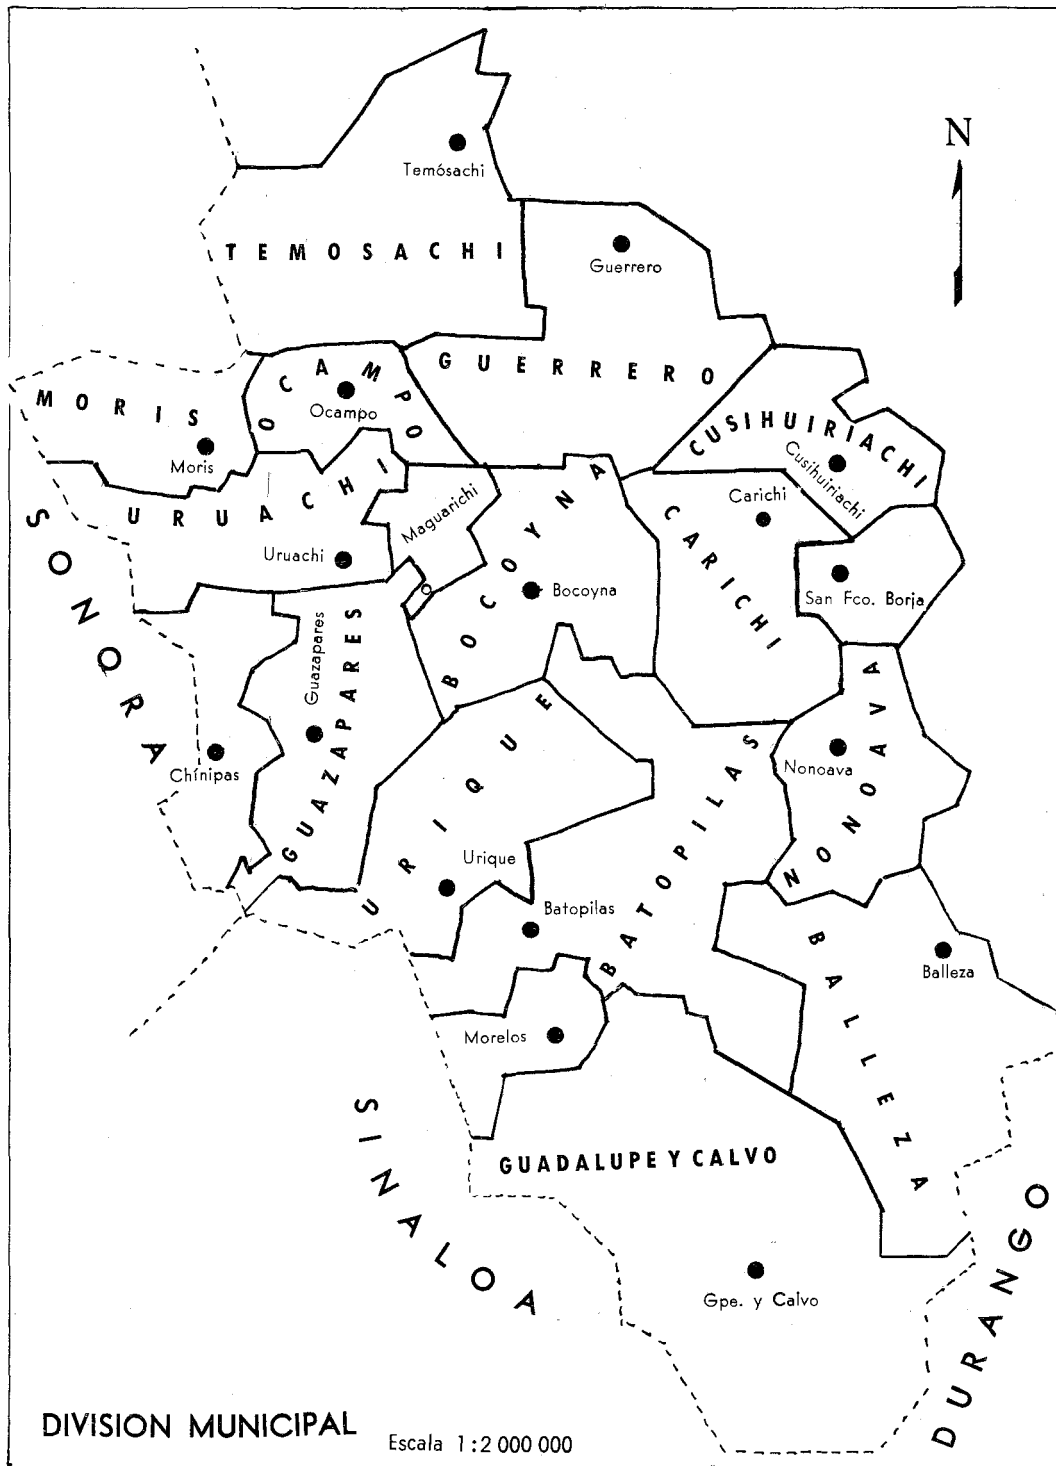 N
Temósachi
TEMOSACHI
Guerrero
GUERRERO
OCAMPO
Ocampo
MORIS
Moris
CUSIHUIRIACHI
Cusihuiriachi
URUACHI
Uruachi
Maguarichi
BOCOYNA
Bocoyna
Carichi
CARICHI
San Fco. Borja
SONORA
Guazapares
GUAZAPARES
Chínipas
URIQUE
Urique
BATOPILAS
Batopilas
Nonoava
NONOAVA
BALLEZA
Balleza
Morelos
GUADALUPE Y CALVO
Gpe. y Calvo
SINALOA
DURANGO
DIVISION MUNICIPAL
Escala 1:2 000 000